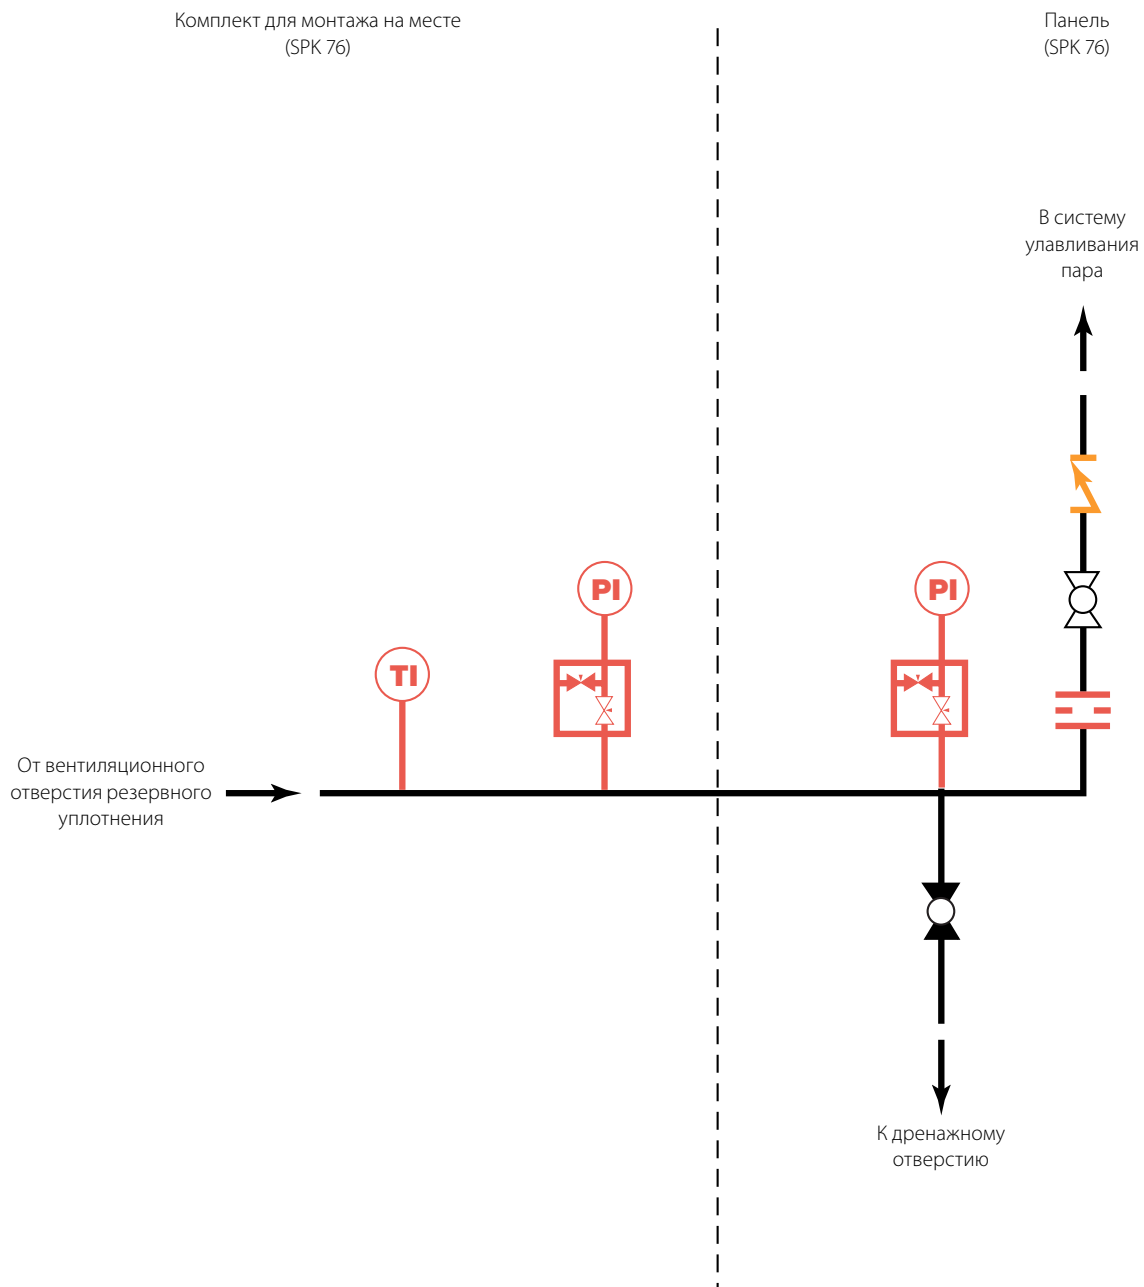 Комплект для монтажа на месте
(SPK 76)
Панель
(SPK 76)
В систему
улавливания
пара
PI
PI
TI
От вентиляционного
отверстия резервного
уплотнения
К дренажному
отверстию